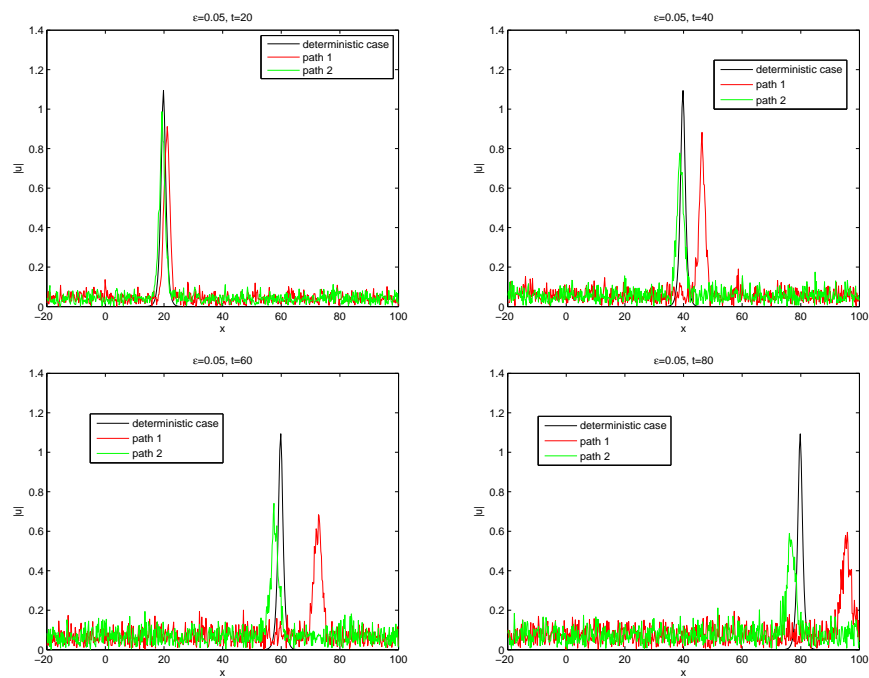 ε=0.05, t=20
1.4
1.2
1
0.8
0.6
0.4
0.2
0
|u|
deterministic case
path 1
path 2
−20 0 20 40 60 80 100
x
ε=0.05, t=40
1.4
1.2
1
0.8
0.6
0.4
0.2
0
|u|
deterministic case
path 1
path 2
−20 0 20 40 60 80 100
x
ε=0.05, t=60
1.4
1.2
1
0.8
0.6
0.4
0.2
0
|u|
deterministic case
path 1
path 2
−20 0 20 40 60 80 100
x
ε=0.05, t=80
1.4
1.2
1
0.8
0.6
0.4
0.2
0
|u|
deterministic case
path 1
path 2
−20 0 20 40 60 80 100
x